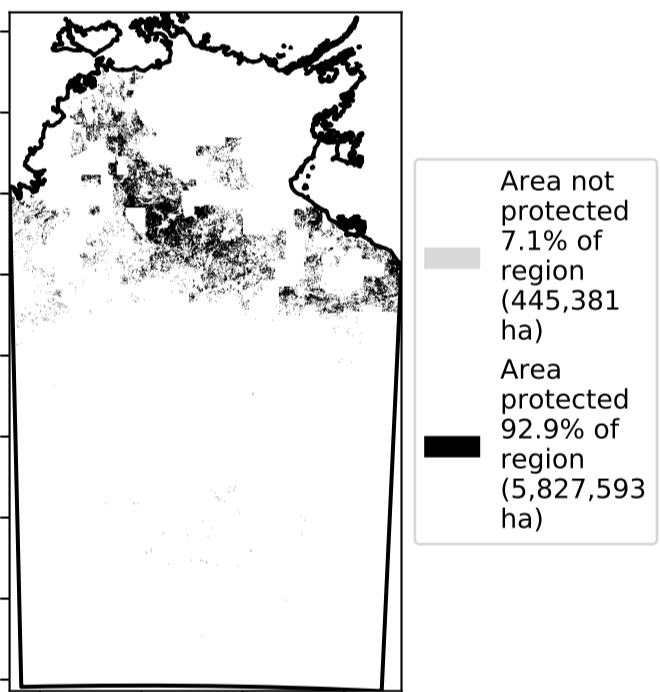 Area not
protected
7.1% of
region
(445,381
ha)
Area
protected
92.9% of
region
(5,827,593
ha)